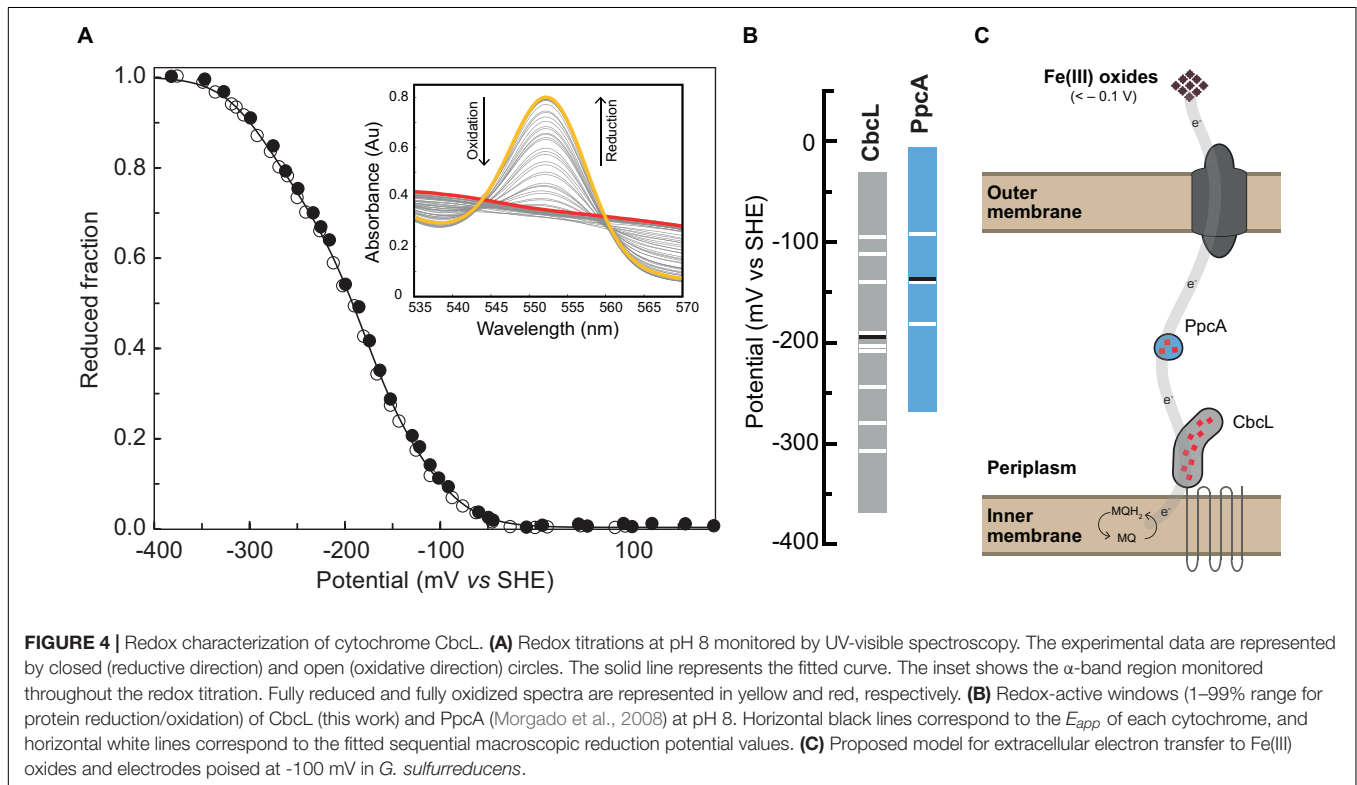 A
1.0
0.8
0.6
0.4
0.2
0.0
Reduced fraction
-400
-300
-200
-100
100
Potential (mV vs SHE)
0.8
0.6
0.4
0.2
0
Absorbance (Au)
Oxidation
Reduction
535
540
545
550
555
560
565
570
Wavelength (nm)
B
CbcL
PpcA
0
-100
-200
-300
-400
Potential (mV vs SHE)
C
Fe(III) oxides
(< – 0.1 V)
e-
Outer
membrane
e-
PpcA
e-
CbcL
Periplasm
Inner
membrane
MQH2
MQ
e-
FIGURE 4 | Redox characterization of cytochrome CbcL. (A) Redox titrations at pH 8 monitored by UV-visible spectroscopy. The experimental data are represented
by closed (reductive direction) and open (oxidative direction) circles. The solid line represents the fitted curve. The inset shows the α-band region monitored
throughout the redox titration. Fully reduced and fully oxidized spectra are represented in yellow and red, respectively. (B) Redox-active windows (1–99% range for
protein reduction/oxidation) of CbcL (this work) and PpcA (Morgado et al., 2008) at pH 8. Horizontal black lines correspond to the Eapp of each cytochrome, and
horizontal white lines correspond to the fitted sequential macroscopic reduction potential values. (C) Proposed model for extracellular electron transfer to Fe(III)
oxides and electrodes poised at -100 mV in G. sulfurreducens.